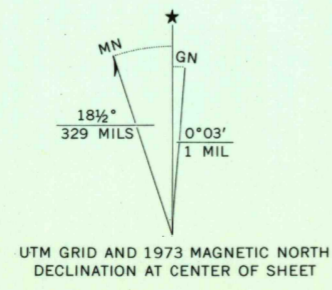 MN
GN
18½°
329 MILS
0°03′
1 MIL
UTM GRID AND 1973 MAGNETIC NORTH
DECLINATION AT CENTER OF SHEET